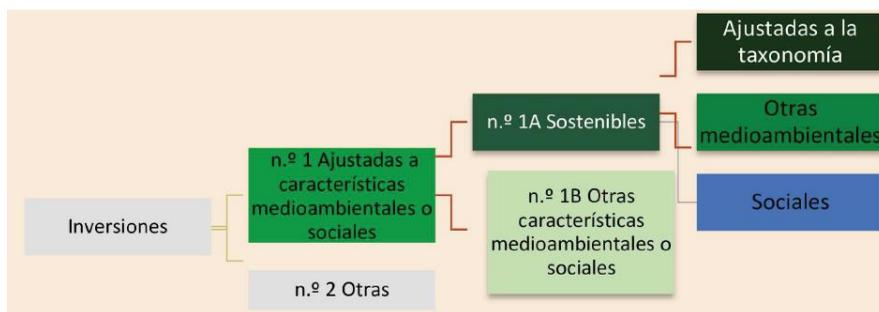 Inversiones
n.º 1 Ajustadas a
características
medioambientales o
sociales
n.º 2 Otras
n.º 1A Sostenibles
n.º 1B Otras
características
medioambientales o
sociales
Ajustadas a la
taxonomía
Otras
medioambientales
Sociales